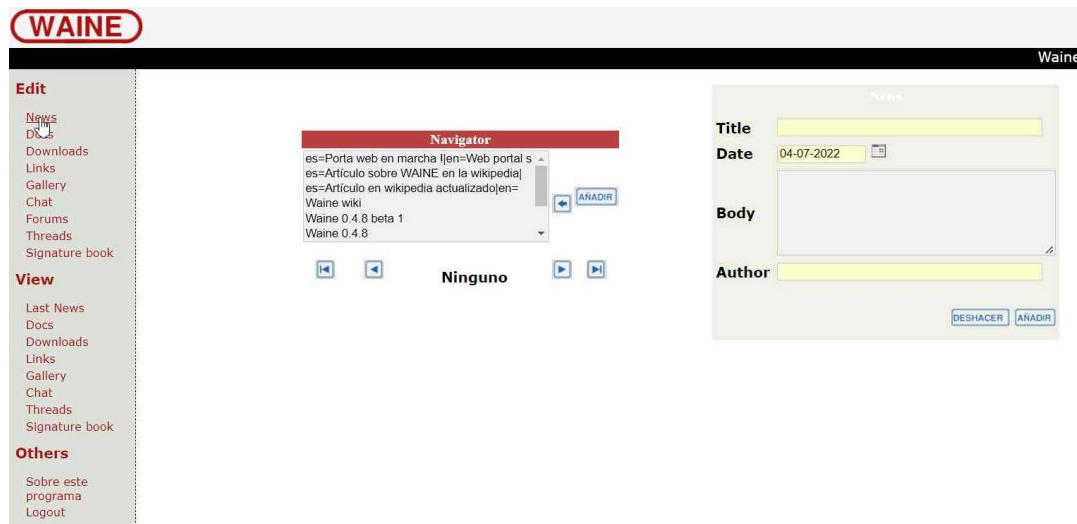 WAINE
Waine
Edit
News
Docs
Downloads
Links
Gallery
Chat
Forums
Threads
Signature book
View
Last News
Docs
Downloads
Links
Gallery
Chat
Threads
Signature book
Others
Sobre este
programa
Logout
Navigator
es=Porta web en marcha !|en=Web portal s
es=Artículo sobre WAINE en la wikipedia|
es=Artículo en wikipedia actualizado|en=
Waine wiki
Waine 0.4.8 beta 1
Waine 0.4.8
AÑADIR
Ninguno
News
Title
Date 04-07-2022
Body
Author
DESHACER AÑADIR